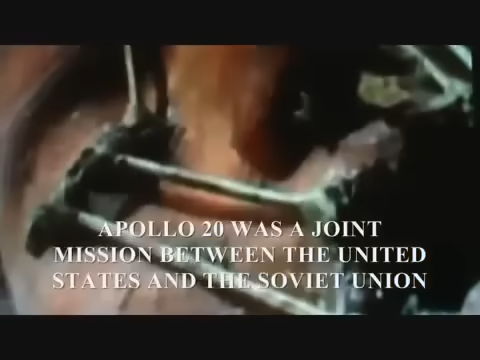 APOLLO 20 WAS A JOINT
MISSION BETWEEN THE UNITED
STATES AND THE SOVIET UNION